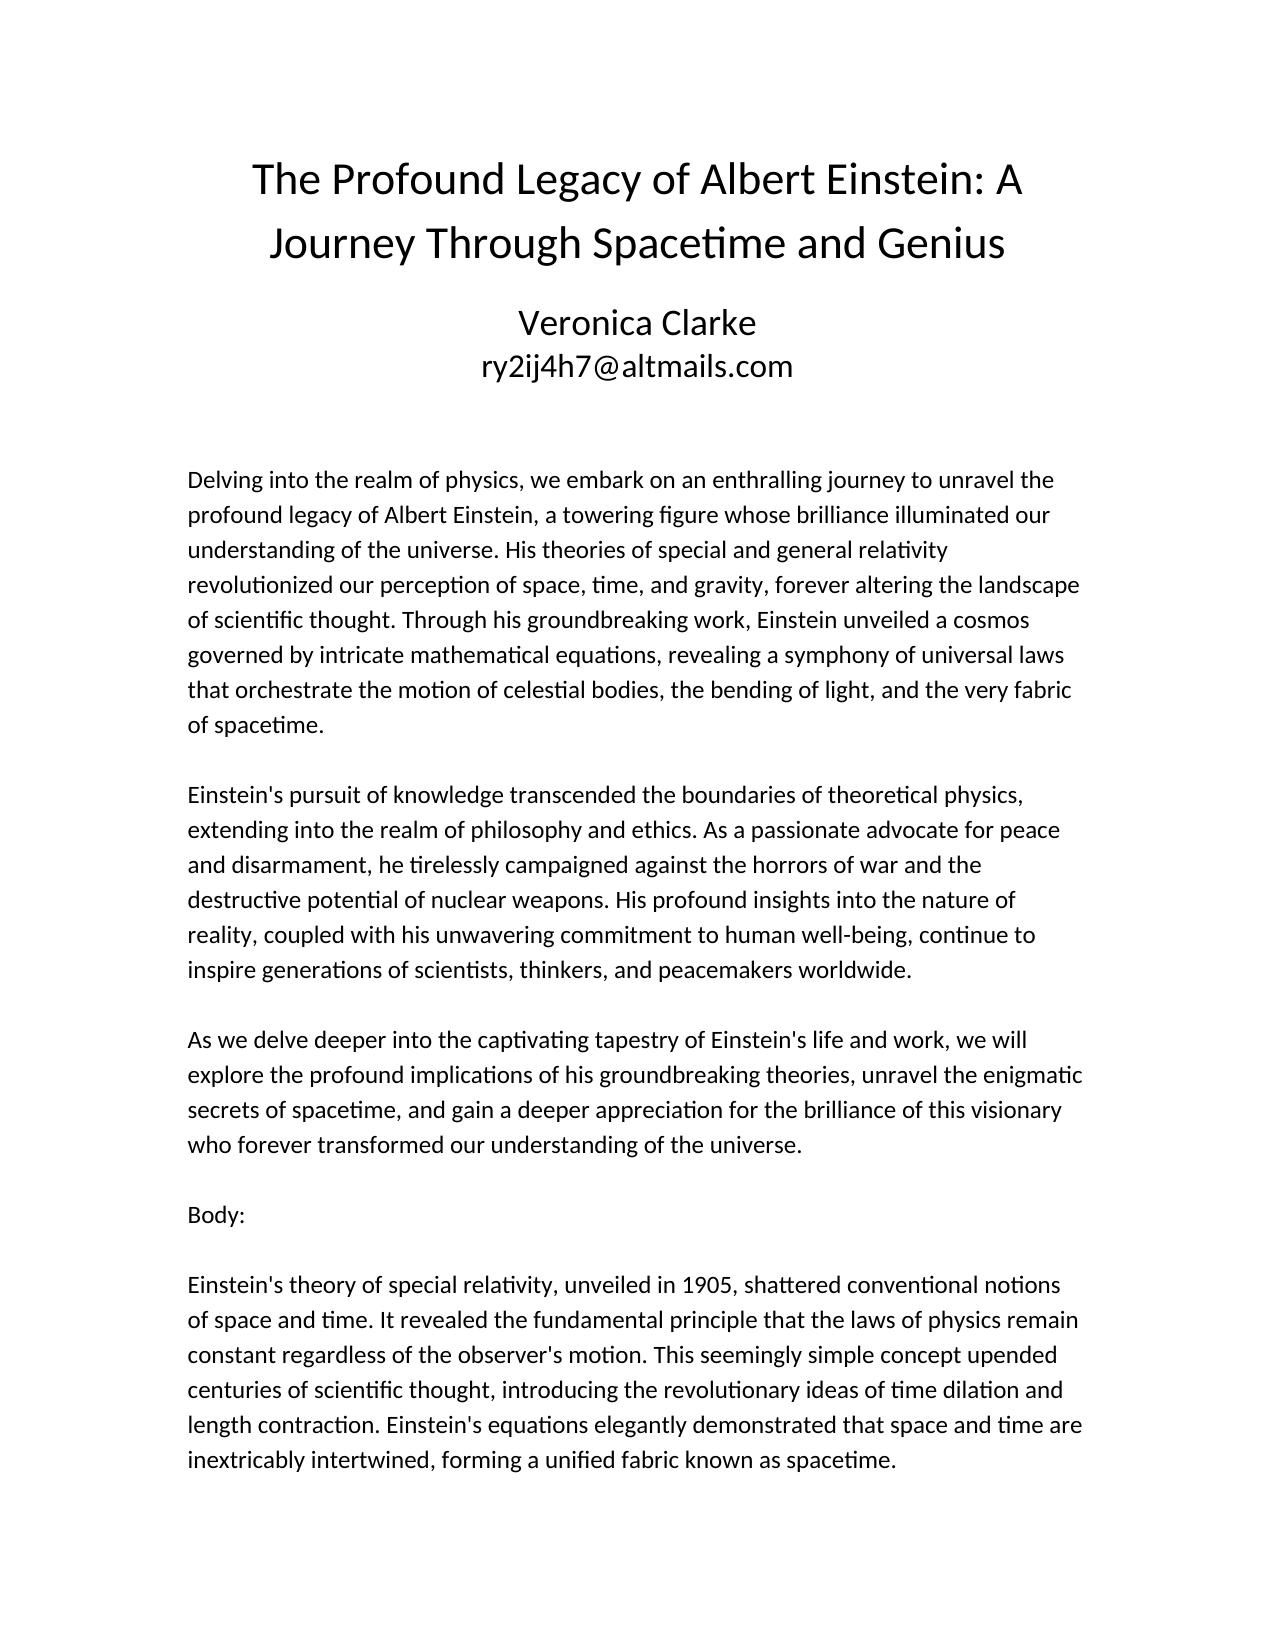 The Profound Legacy of Albert Einstein: A
Journey Through Spacetime and Genius
Veronica Clarke
ry2ij4h7@altmails.com
Delving into the realm of physics, we embark on an enthralling journey to unravel the
profound legacy of Albert Einstein, a towering figure whose brilliance illuminated our
understanding of the universe. His theories of special and general relativity
revolutionized our perception of space, time, and gravity, forever altering the landscape
of scientific thought. Through his groundbreaking work, Einstein unveiled a cosmos
governed by intricate mathematical equations, revealing a symphony of universal laws
that orchestrate the motion of celestial bodies, the bending of light, and the very fabric
of spacetime.
Einstein's pursuit of knowledge transcended the boundaries of theoretical physics,
extending into the realm of philosophy and ethics. As a passionate advocate for peace
and disarmament, he tirelessly campaigned against the horrors of war and the
destructive potential of nuclear weapons. His profound insights into the nature of
reality, coupled with his unwavering commitment to human well-being, continue to
inspire generations of scientists, thinkers, and peacemakers worldwide.
As we delve deeper into the captivating tapestry of Einstein's life and work, we will
explore the profound implications of his groundbreaking theories, unravel the enigmatic
secrets of spacetime, and gain a deeper appreciation for the brilliance of this visionary
who forever transformed our understanding of the universe.
Body:
Einstein's theory of special relativity, unveiled in 1905, shattered conventional notions
of space and time. It revealed the fundamental principle that the laws of physics remain
constant regardless of the observer's motion. This seemingly simple concept upended
centuries of scientific thought, introducing the revolutionary ideas of time dilation and
length contraction. Einstein's equations elegantly demonstrated that space and time are
inextricably intertwined, forming a unified fabric known as spacetime.